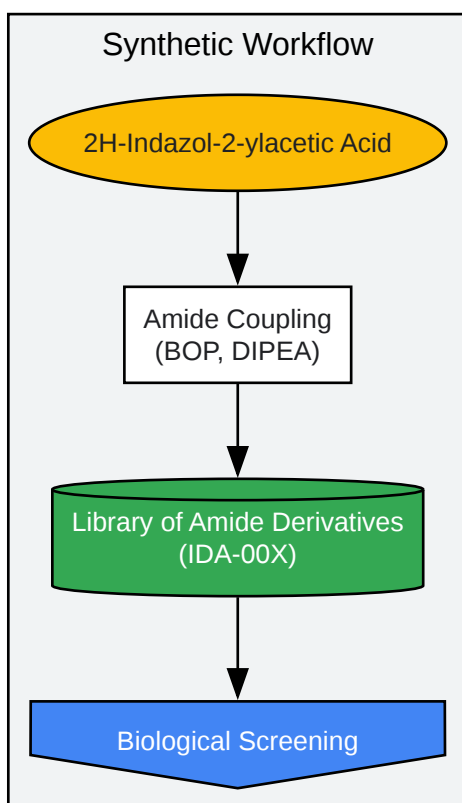 Synthetic Workflow
2H-Indazol-2-ylacetic Acid
Amide Coupling
(BOP, DIPEA)
Library of Amide Derivatives
(IDA-00X)
Biological Screening